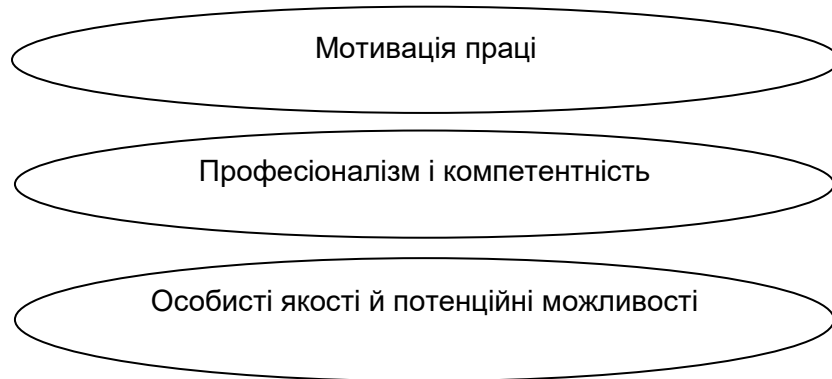 Мотивація праці
Професіоналізм і компетентність
Особисті якості й потенційні можливості